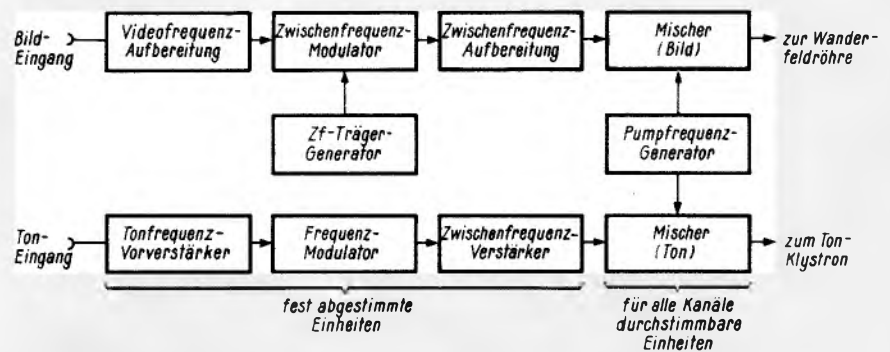 Bild-
Eingang
Videofrequenz-
Aufbereitung
Zwischenfrequenz-
Modulator
Zwischenfrequenz-
Aufbereitung
Mischer
(Bild)
zur Wander-
feldröhre
Zf-Träger-
Generator
Pumpfrequenz-
Generator
Ton-
Eingang
Tonfrequenz-
Vorverstärker
Frequenz-
Modulator
Zwischenfrequenz-
Verstärker
Mischer
(Ton)
zum Ton-
Klystron
fest abgestimmte
Einheiten
für alle Kanäle
durchstimmbare
Einheiten